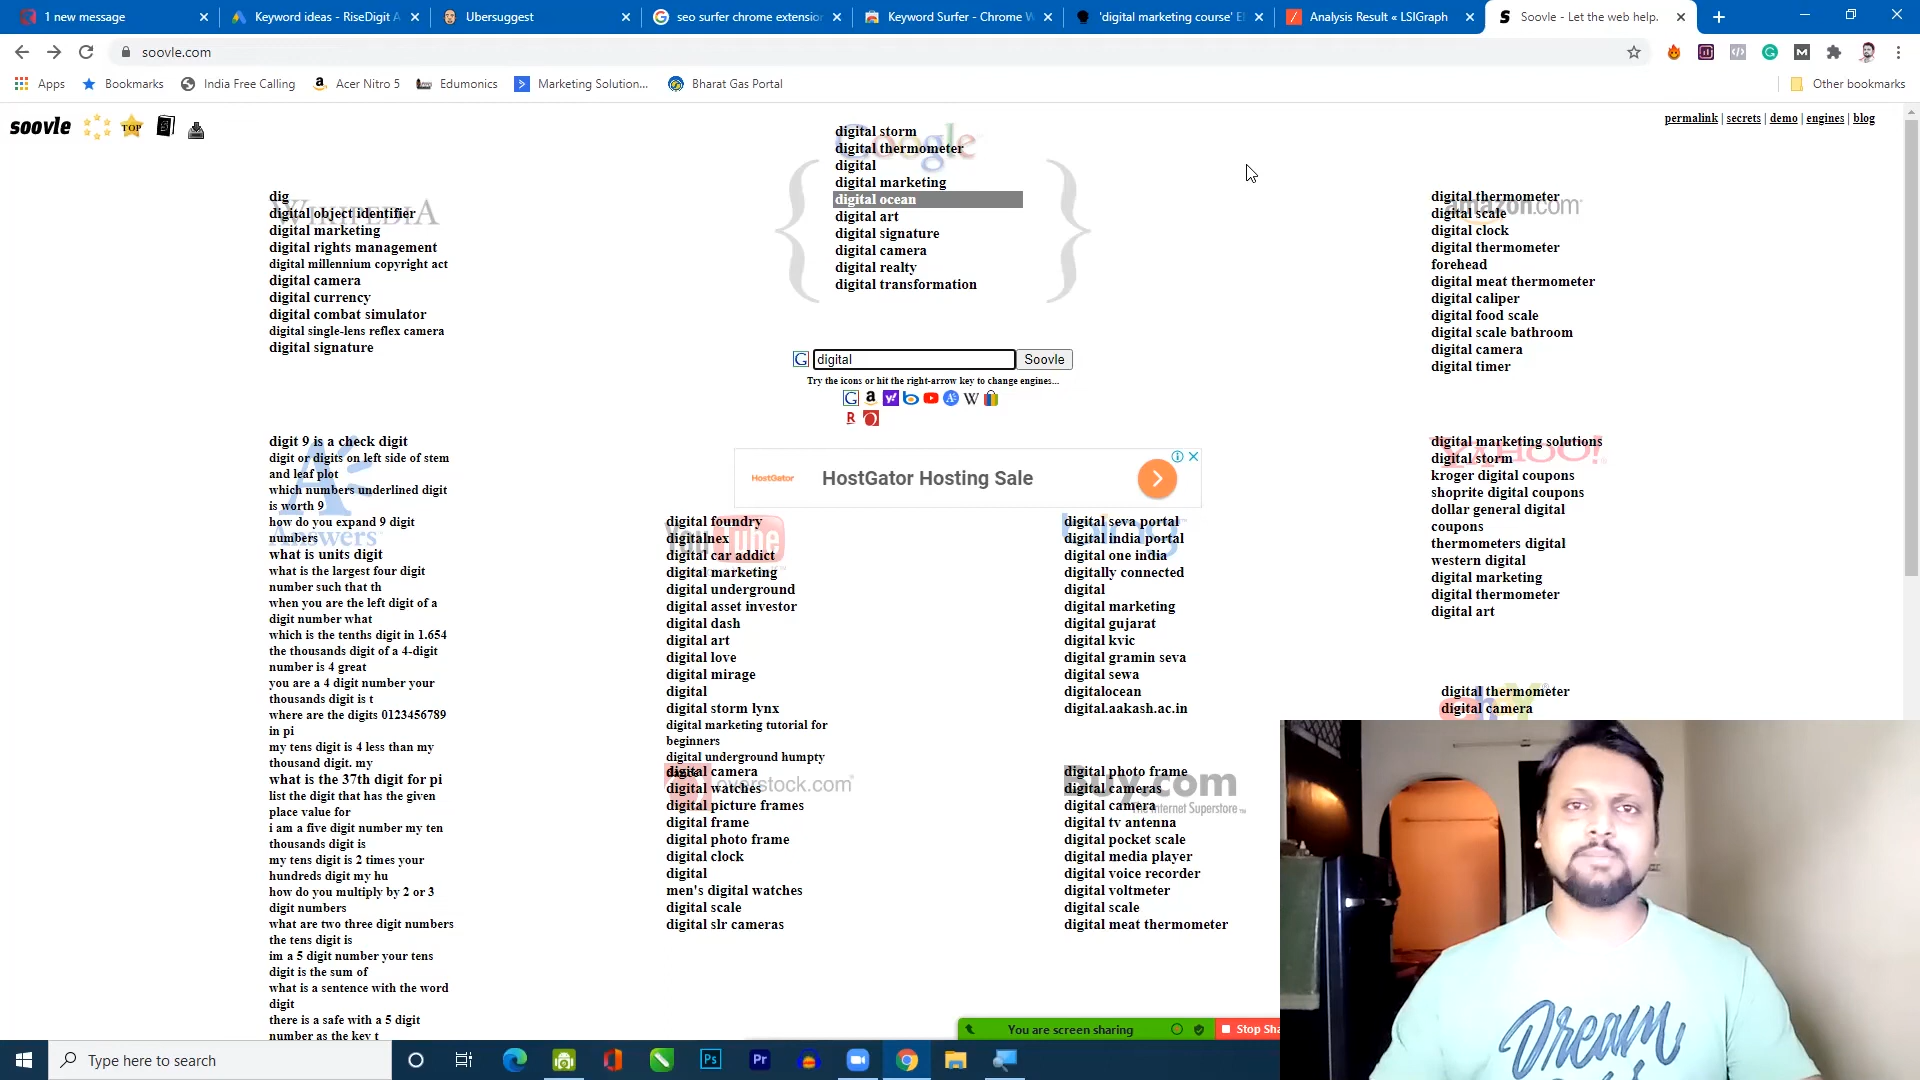 1 new message
Keyword ideas - RiseDigit A
Ubersuggest
seo surfer chrome extension
Keyword Surfer - Chrome W
'digital marketing course' El
Analysis Result « LSIGraph
Soovle - Let the web help.
soovle.com
Apps
Bookmarks
India Free Calling
Acer Nitro 5
Edumonics
Marketing Solution...
Bharat Gas Portal
Other bookmarks
soovle
TOP
permalink | secrets | demo | engines | blog
Google
digital storm
digital thermometer
digital
digital marketing
digital ocean
digital art
digital signature
digital camera
digital realty
digital transformation
WIKIPEDIA
dig
digital object identifier
digital marketing
digital rights management
digital millennium copyright act
digital camera
digital currency
digital combat simulator
digital single-lens reflex camera
digital signature
amazon.com
digital thermometer
digital scale
digital clock
digital thermometer
forehead
digital meat thermometer
digital caliper
digital food scale
digital scale bathroom
digital camera
digital timer
digital
Soovle
Try the icons or hit the right-arrow key to change engines...
HostGator
HostGator Hosting Sale
Answers
digit 9 is a check digit
digit or digits on left side of stem
and leaf plot
which numbers underlined digit
is worth 9
how do you expand 9 digit
numbers
what is units digit
what is the largest four digit
number such that th
when you are the left digit of a
digit number what
which is the tenths digit in 1.654
the thousands digit of a 4-digit
number is 4 great
you are a 4 digit number your
thousands digit is t
where are the digits 0123456789
in pi
my tens digit is 4 less than my
thousand digit. my
what is the 37th digit for pi
list the digit that has the given
place value for
i am a five digit number my ten
thousands digit is
my tens digit is 2 times your
hundreds digit my hu
how do you multiply by 2 or 3
digit numbers
what are two three digit numbers
the tens digit is
im a 5 digit number your tens
digit is the sum of
what is a sentence with the word
digit
there is a safe with a 5 digit
number as the key t
YouTube
digital foundry
digitalnex
digital car addict
digital marketing
digital underground
digital asset investor
digital dash
digital art
digital love
digital mirage
digital
digital storm lynx
digital marketing tutorial for
beginners
digital underground humpty
bing
digital seva portal
digital india portal
digital one india
digitally connected
digital
digital marketing
digital gujarat
digital kvic
digital gramin seva
digital sewa
digitalocean
digital.aakash.ac.in
YAHOO!
digital marketing solutions
digital storm
kroger digital coupons
shoprite digital coupons
dollar general digital
coupons
thermometers digital
western digital
digital marketing
digital thermometer
digital art
digital thermometer
digital camera
overstock.com
digital camera
digital watches
digital picture frames
digital frame
digital photo frame
digital clock
digital
men's digital watches
digital scale
digital slr cameras
Buy.com
The Internet Superstore
digital photo frame
digital cameras
digital camera
digital tv antenna
digital pocket scale
digital media player
digital voice recorder
digital voltmeter
digital scale
digital meat thermometer
You are screen sharing
Stop Sha
Type here to search
Dream